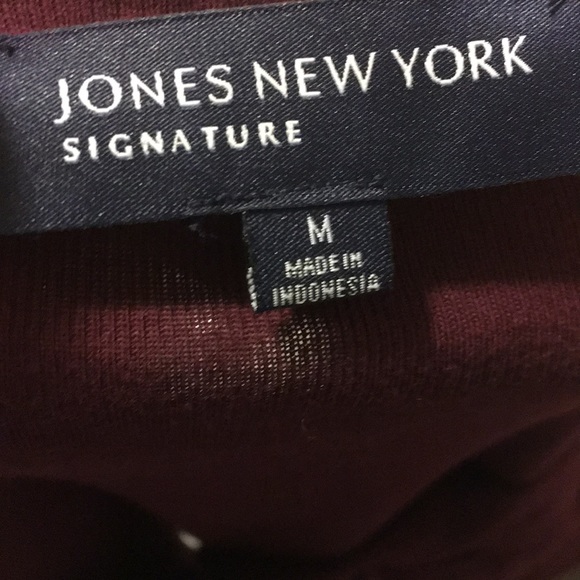 JONES NEW YORK
SIGNATURE
M
MADE IN
INDONESIA